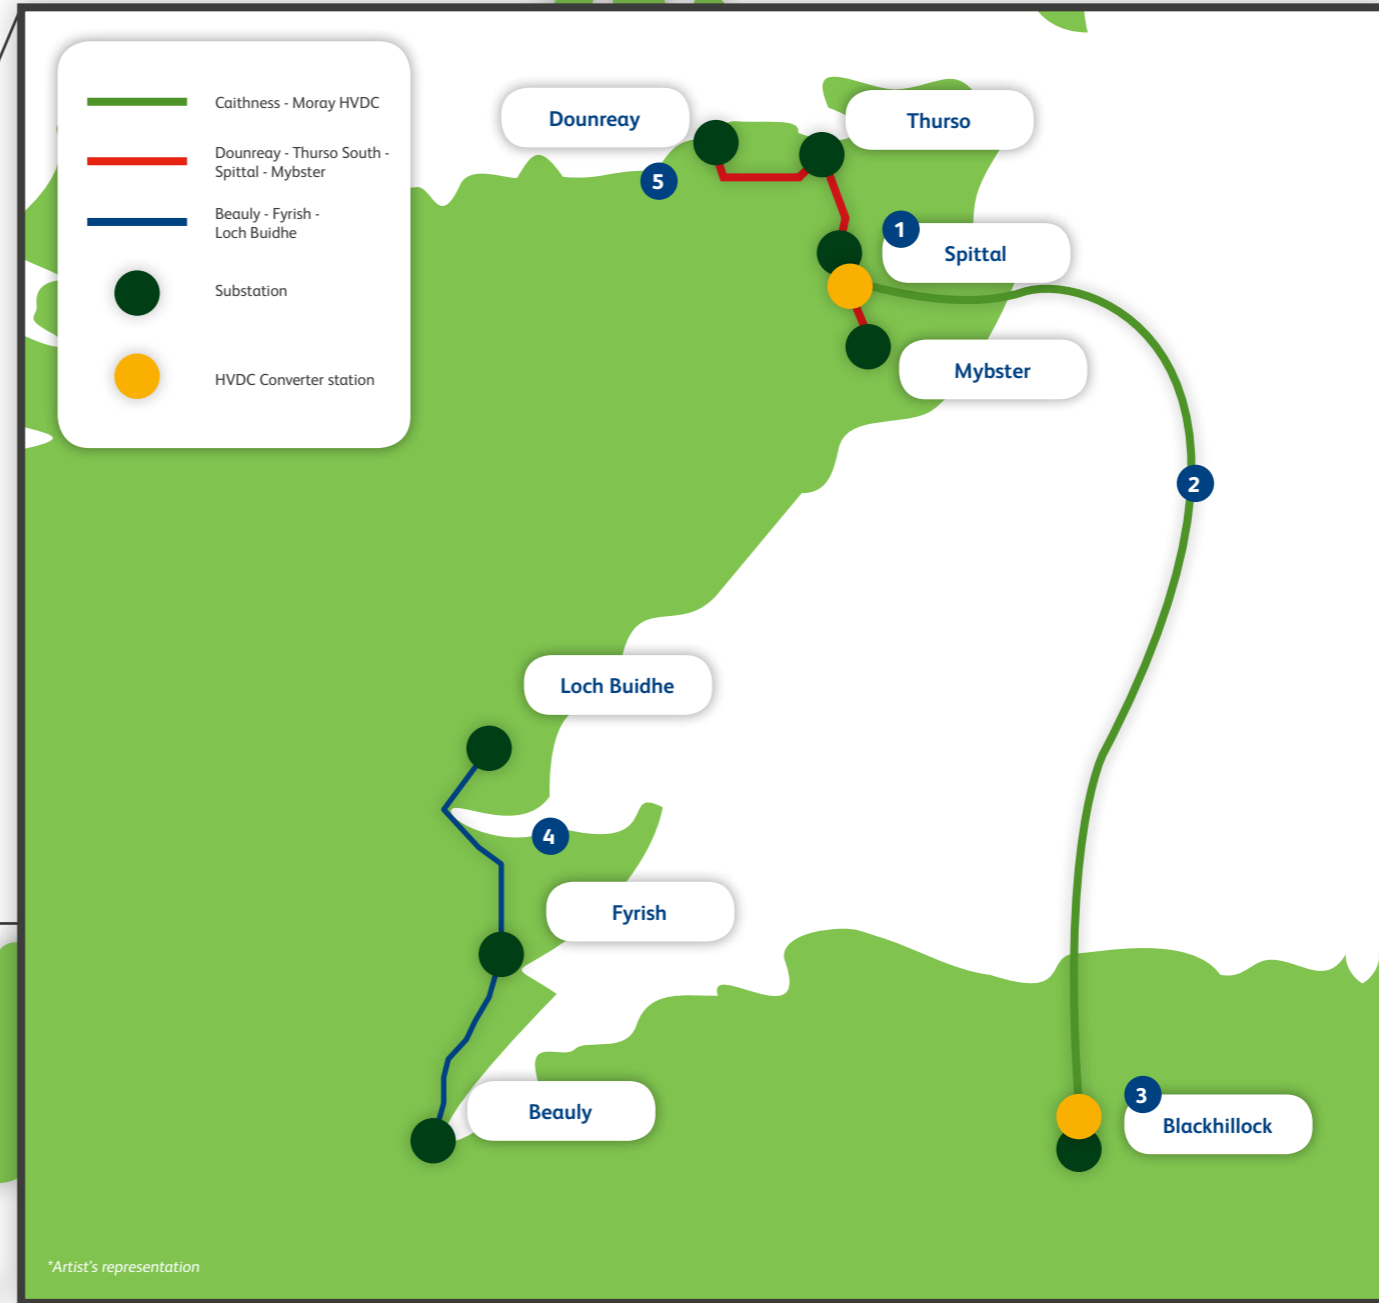 Caithness - Moray HVDC
Dounreay - Thurso South -
Spittal - Mybster
Beauly - Fyrish -
Loch Buidhe
Substation
HVDC Converter station
Dounreay
Thurso
5
1
Spittal
Mybster
2
Loch Buidhe
4
Fyrish
3
Beauly
Blackhillock
*Artist's representation